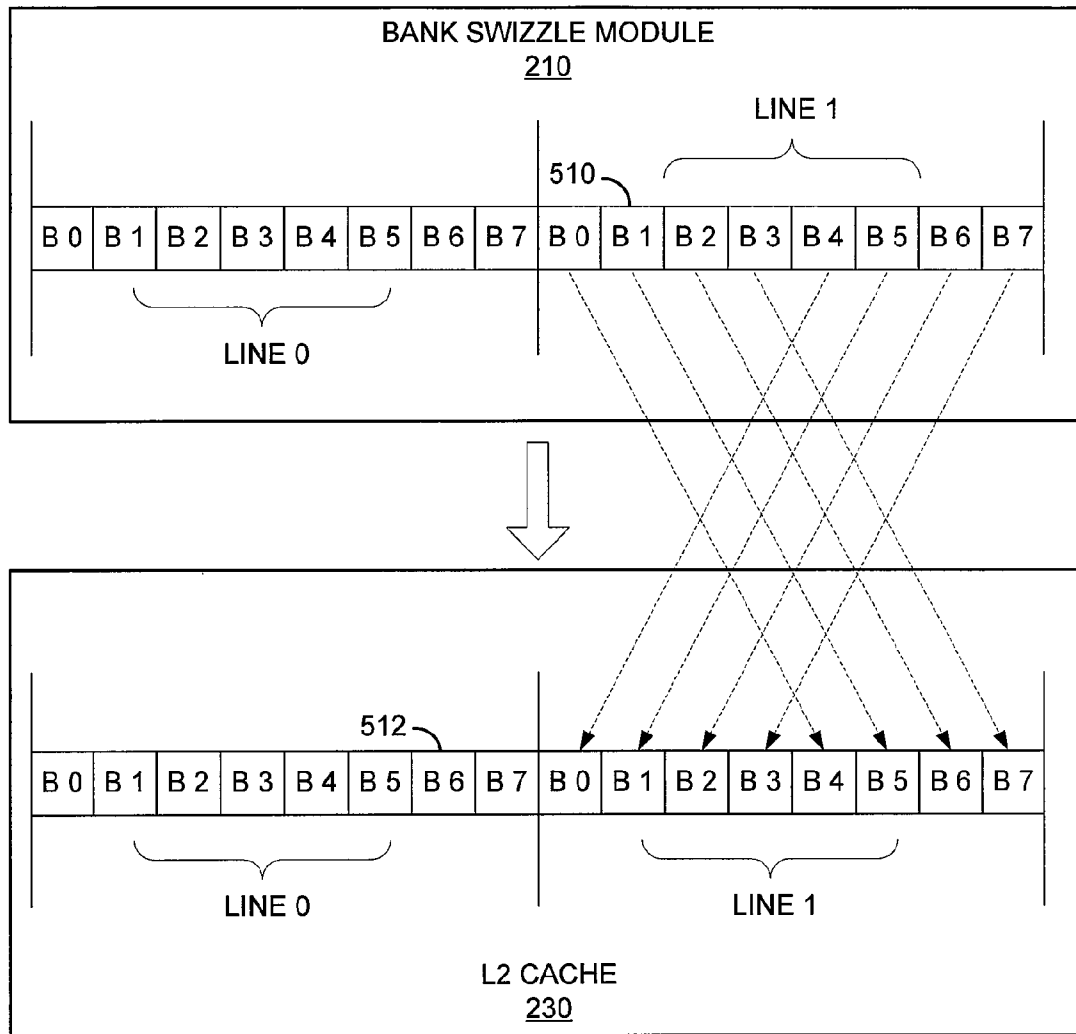 BANK SWIZZLE MODULE
210
LINE 1
510
B 0 B 1 B 2 B 3 B 4 B 5 B 6 B 7 B 0 B 1 B 2 B 3 B 4 B 5 B 6 B 7
LINE 0
512
B 0 B 1 B 2 B 3 B 4 B 5 B 6 B 7 B 0 B 1 B 2 B 3 B 4 B 5 B 6 B 7
LINE 0 LINE 1
L2 CACHE
230